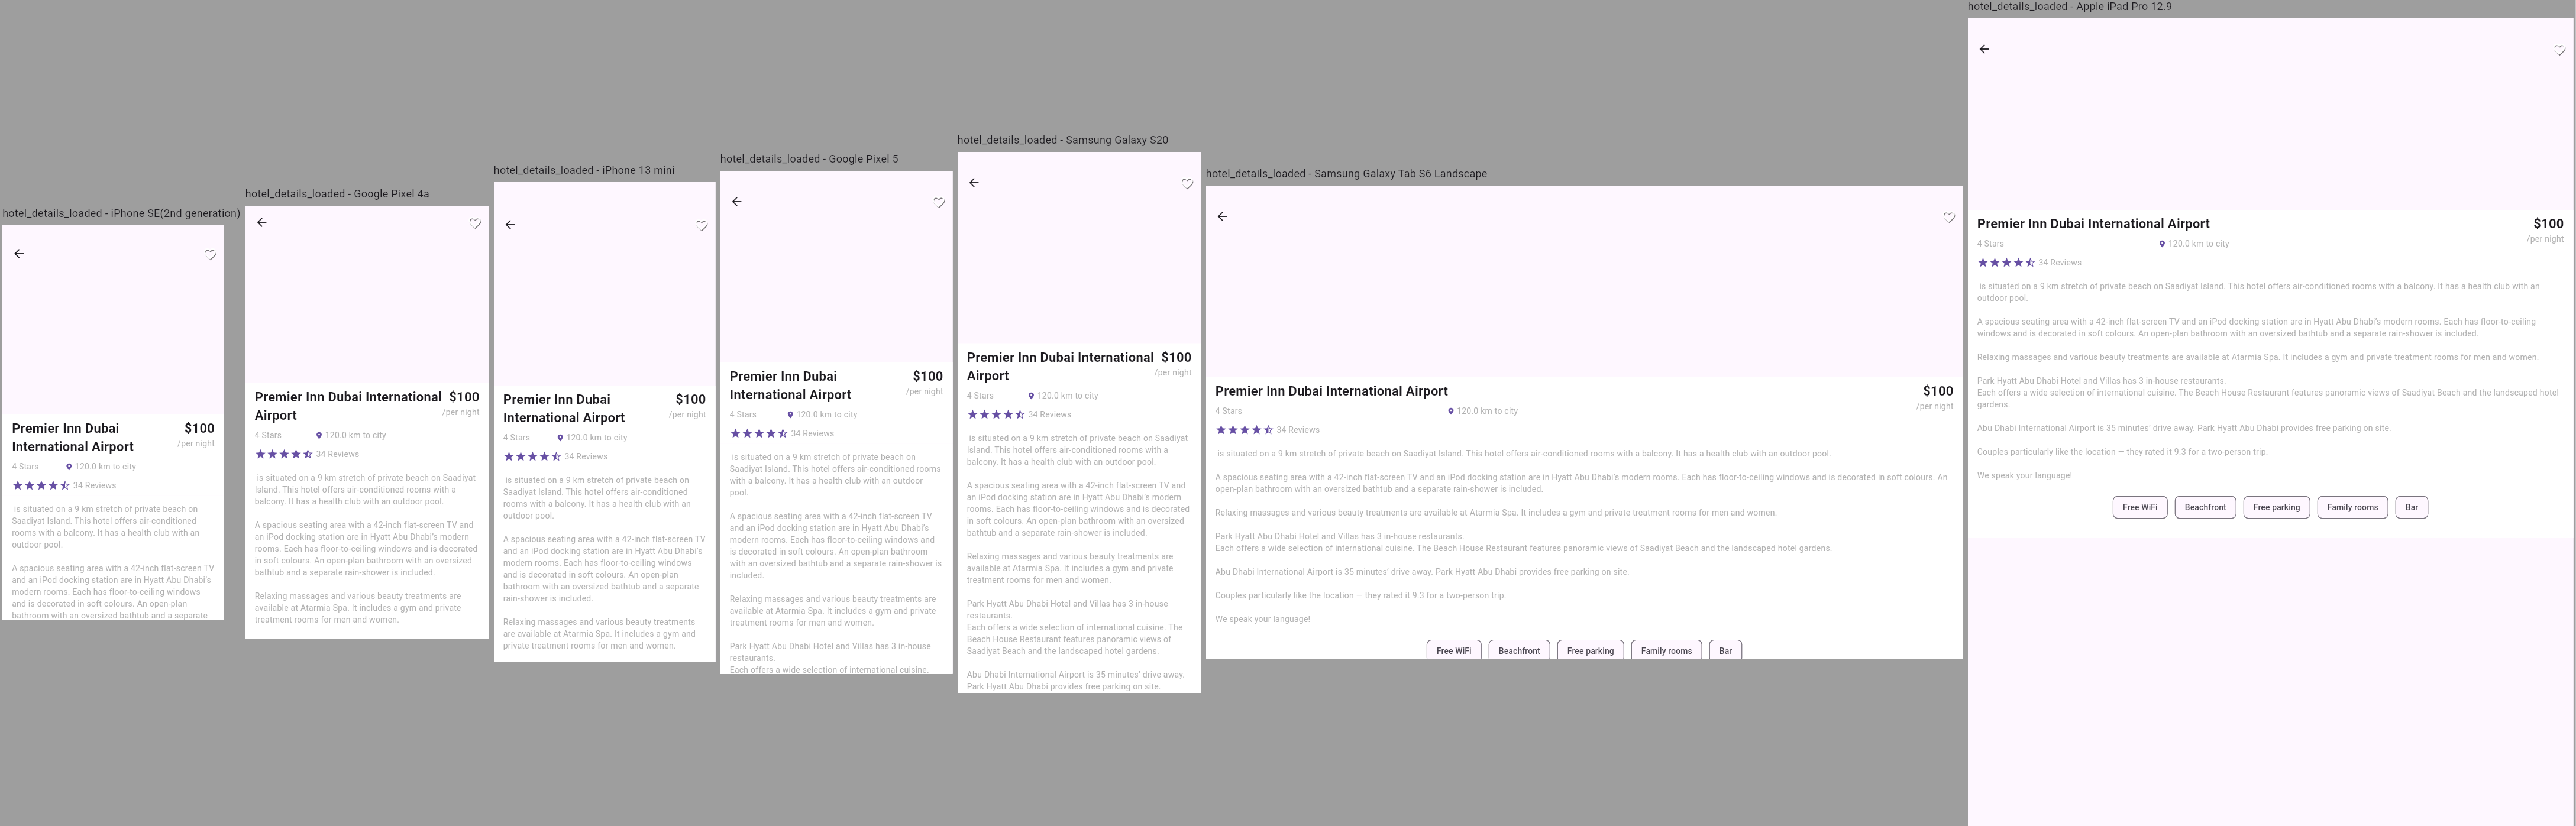 hotel_details_loaded - iPhone SE(2nd generation)
Premier Inn Dubai
International Airport
$100
/per night
4 Stars
120.0 km to city
34 Reviews
is situated on a 9 km stretch of private beach on
Saadiyat Island. This hotel offers air-conditioned
rooms with a balcony. It has a health club with an
outdoor pool.
A spacious seating area with a 42-inch flat-screen TV
and an iPod docking station are in Hyatt Abu Dhabi's
modern rooms. Each has floor-to-ceiling windows
and is decorated in soft colours. An open-plan
bathroom with an oversized bathtub and a separate
hotel_details_loaded - Google Pixel 4a
Premier Inn Dubai International
Airport
$100
/per night
4 Stars
120.0 km to city
34 Reviews
is situated on a 9 km stretch of private beach on Saadiyat
Island. This hotel offers air-conditioned rooms with a
balcony. It has a health club with an outdoor pool.
A spacious seating area with a 42-inch flat-screen TV and
an iPod docking station are in Hyatt Abu Dhabi's modern
rooms. Each has floor-to-ceiling windows and is decorated
in soft colours. An open-plan bathroom with an oversized
bathtub and a separate rain-shower is included.
Relaxing massages and various beauty treatments are
available at Atarmia Spa. It includes a gym and private
treatment rooms for men and women.
hotel_details_loaded - iPhone 13 mini
Premier Inn Dubai
International Airport
$100
/per night
4 Stars
120.0 km to city
34 Reviews
is situated on a 9 km stretch of private beach on
Saadiyat Island. This hotel offers air-conditioned
rooms with a balcony. It has a health club with an
outdoor pool.
A spacious seating area with a 42-inch flat-screen TV
and an iPod docking station are in Hyatt Abu Dhabi's
modern rooms. Each has floor-to-ceiling windows
and is decorated in soft colours. An open-plan
bathroom with an oversized bathtub and a separate
rain-shower is included.
Relaxing massages and various beauty treatments
are available at Atarmia Spa. It includes a gym and
private treatment rooms for men and women.
hotel_details_loaded - Google Pixel 5
Premier Inn Dubai
International Airport
$100
/per night
4 Stars
120.0 km to city
34 Reviews
is situated on a 9 km stretch of private beach on
Saadiyat Island. This hotel offers air-conditioned rooms
with a balcony. It has a health club with an outdoor
pool.
A spacious seating area with a 42-inch flat-screen TV
and an iPod docking station are in Hyatt Abu Dhabi's
modern rooms. Each has floor-to-ceiling windows and
is decorated in soft colours. An open-plan bathroom
with an oversized bathtub and a separate rain-shower is
included.
Relaxing massages and various beauty treatments are
available at Atarmia Spa. It includes a gym and private
treatment rooms for men and women.
Park Hyatt Abu Dhabi Hotel and Villas has 3 in-house
restaurants.
Each offers a wide selection of international cuisine.
hotel_details_loaded - Samsung Galaxy S20
Premier Inn Dubai International
Airport
$100
/per night
4 Stars
120.0 km to city
34 Reviews
is situated on a 9 km stretch of private beach on Saadiyat
Island. This hotel offers air-conditioned rooms with a
balcony. It has a health club with an outdoor pool.
A spacious seating area with a 42-inch flat-screen TV and
an iPod docking station are in Hyatt Abu Dhabi's modern
rooms. Each has floor-to-ceiling windows and is decorated
in soft colours. An open-plan bathroom with an oversized
bathtub and a separate rain-shower is included.
Relaxing massages and various beauty treatments are
available at Atarmia Spa. It includes a gym and private
treatment rooms for men and women.
Park Hyatt Abu Dhabi Hotel and Villas has 3 in-house
restaurants.
Each offers a wide selection of international cuisine. The
Beach House Restaurant features panoramic views of
Saadiyat Beach and the landscaped hotel gardens.
Abu Dhabi International Airport is 35 minutes' drive away.
Park Hyatt Abu Dhabi provides free parking on site.
hotel_details_loaded - Samsung Galaxy Tab S6 Landscape
Premier Inn Dubai International Airport
$100
/per night
4 Stars
120.0 km to city
34 Reviews
is situated on a 9 km stretch of private beach on Saadiyat Island. This hotel offers air-conditioned rooms with a balcony. It has a health club with an outdoor pool.
A spacious seating area with a 42-inch flat-screen TV and an iPod docking station are in Hyatt Abu Dhabi's modern rooms. Each has floor-to-ceiling windows and is decorated in soft colours. An
open-plan bathroom with an oversized bathtub and a separate rain-shower is included.
Relaxing massages and various beauty treatments are available at Atarmia Spa. It includes a gym and private treatment rooms for men and women.
Park Hyatt Abu Dhabi Hotel and Villas has 3 in-house restaurants.
Each offers a wide selection of international cuisine. The Beach House Restaurant features panoramic views of Saadiyat Beach and the landscaped hotel gardens.
Abu Dhabi International Airport is 35 minutes' drive away. Park Hyatt Abu Dhabi provides free parking on site.
Couples particularly like the location — they rated it 9.3 for a two-person trip.
We speak your language!
Free WiFi
Beachfront
Free parking
Family rooms
Bar
hotel_details_loaded - Apple iPad Pro 12.9
Premier Inn Dubai International Airport
$100
/per night
4 Stars
120.0 km to city
34 Reviews
is situated on a 9 km stretch of private beach on Saadiyat Island. This hotel offers air-conditioned rooms with a balcony. It has a health club with an
outdoor pool.
A spacious seating area with a 42-inch flat-screen TV and an iPod docking station are in Hyatt Abu Dhabi's modern rooms. Each has floor-to-ceiling
windows and is decorated in soft colours. An open-plan bathroom with an oversized bathtub and a separate rain-shower is included.
Relaxing massages and various beauty treatments are available at Atarmia Spa. It includes a gym and private treatment rooms for men and women.
Park Hyatt Abu Dhabi Hotel and Villas has 3 in-house restaurants.
Each offers a wide selection of international cuisine. The Beach House Restaurant features panoramic views of Saadiyat Beach and the landscaped hotel
gardens.
Abu Dhabi International Airport is 35 minutes' drive away. Park Hyatt Abu Dhabi provides free parking on site.
Couples particularly like the location — they rated it 9.3 for a two-person trip.
We speak your language!
Free WiFi
Beachfront
Free parking
Family rooms
Bar